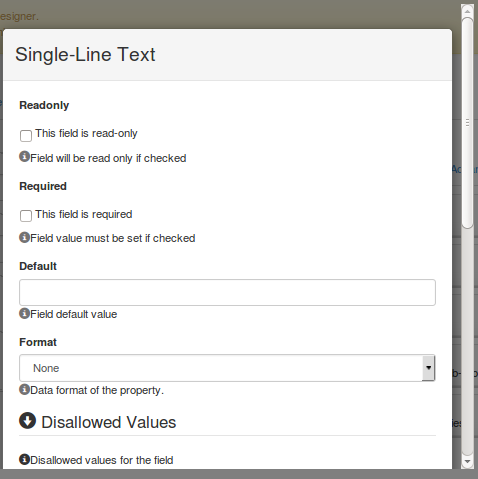 esigner.
Single-Line Text
Readonly
This field is read-only
Field will be read only if checked
Required
This field is required
Field value must be set if checked
Default
Field default value
Format
None
Data format of the property.
Disallowed Values
Disallowed values for the field